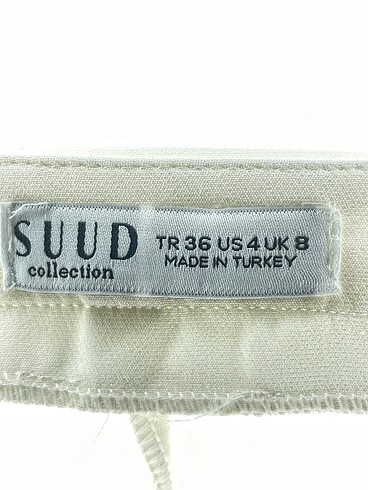 SUUD
collection
TR 36 US 4 UK 8
MADE IN TURKEY